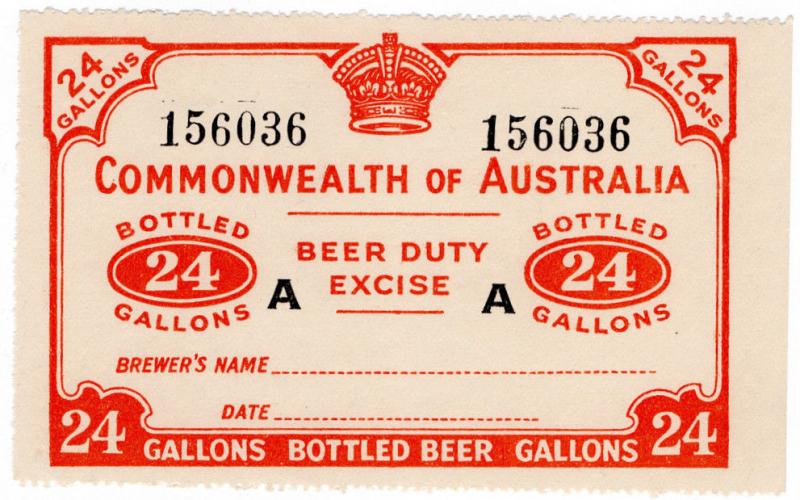 24 GALLONS
24 GALLONS
156036 156036
COMMONWEALTH OF AUSTRALIA
BOTTLED 24 GALLONS
BEER DUTY
EXCISE
BOTTLED 24 GALLONS
A A
BREWER'S NAME
DATE
24 GALLONS BOTTLED BEER GALLONS 24